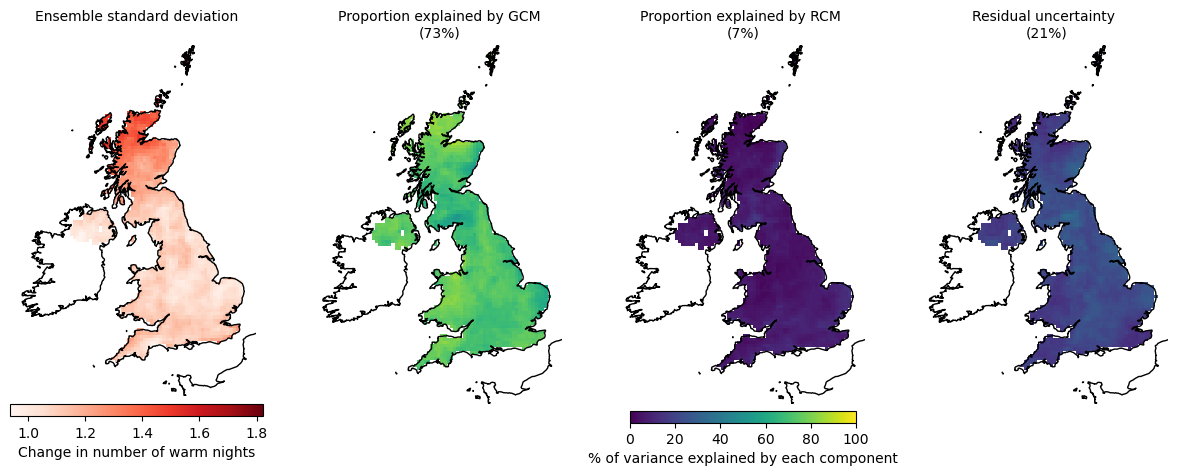 Ensemble standard deviation
Proportion explained by GCM
(73%)
Proportion explained by RCM
(7%)
Residual uncertainty
(21%)
1.0 1.2 1.4 1.6 1.8
Change in number of warm nights
0 20 40 60 80 100
% of variance explained by each component